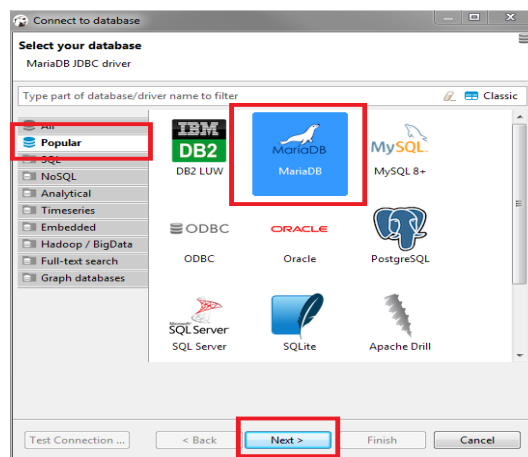 Connect to database
Select your database
MariaDB JDBC driver
Type part of database/driver name to filter
Classic
All
Popular
SQL
NoSQL
Analytical
Timeseries
Embedded
Hadoop / BigData
Full-text search
Graph databases
IBM
DB2
DB2 LUW
MariaDB
MariaDB
MySQL
MySQL 8+
ODBC
ODBC
ORACLE
Oracle
PostgreSQL
SQL Server
SQL Server
SQLite
Apache Drill
Test Connection ...
< Back
Next >
Finish
Cancel